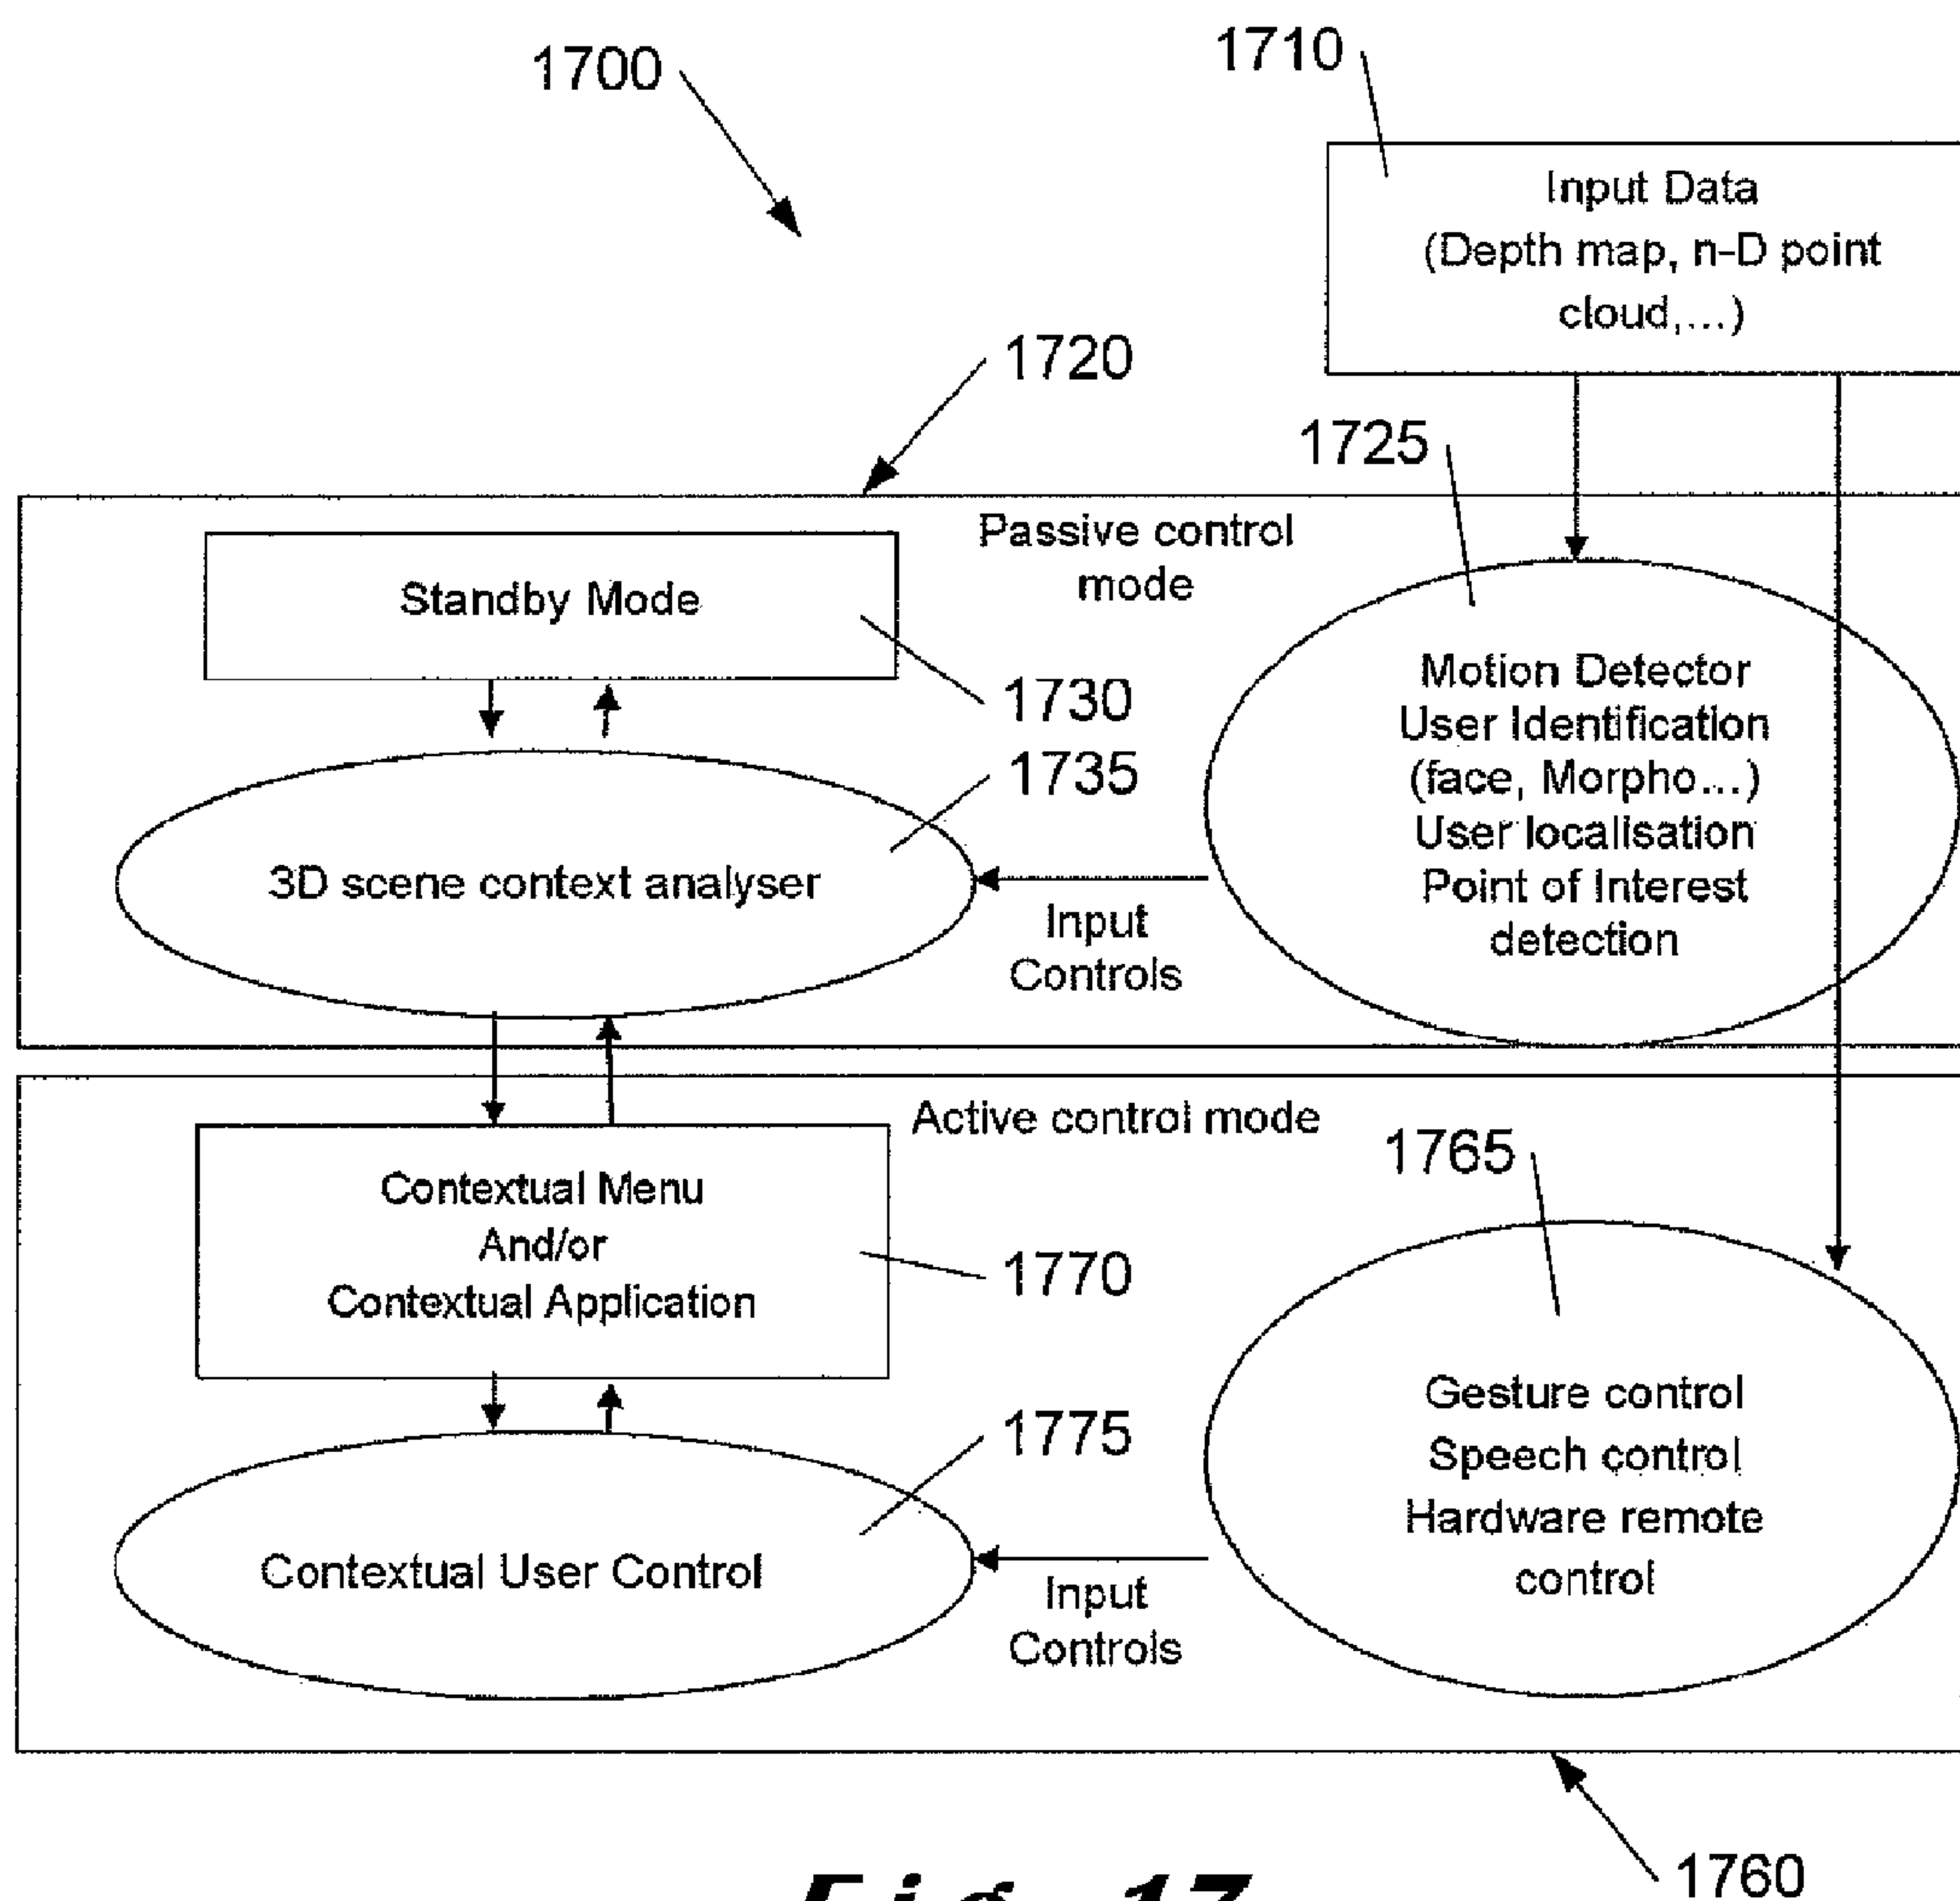 1700
1710
Input Data
(Depth map, n-D point
cloud,...)
1720
1725
Passive control
mode
Standby Mode
1730
1735
3D scene context analyser
Input
Controls
Motion Detector
User Identification
(face, Morpho...)
User localisation
Point of Interest
detection
Active control mode
1765
Contextual Menu
And/or
Contextual Application
1770
1775
Contextual User Control
Input
Controls
Gesture control
Speech control
Hardware remote
control
1760
Fig. 17